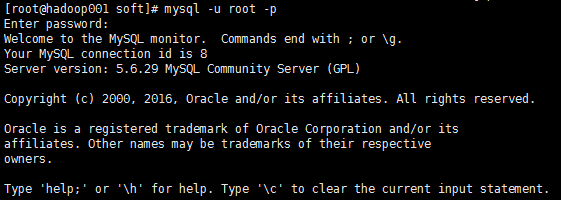 [root@hadoop001 soft]# mysql -u root -p
Enter password:
Welcome to the MySQL monitor.  Commands end with ; or \g.
Your MySQL connection id is 8
Server version: 5.6.29 MySQL Community Server (GPL)
Copyright (c) 2000, 2016, Oracle and/or its affiliates. All rights reserved.
Oracle is a registered trademark of Oracle Corporation and/or its
affiliates. Other names may be trademarks of their respective
owners.
Type 'help;' or '\h' for help. Type '\c' to clear the current input statement.